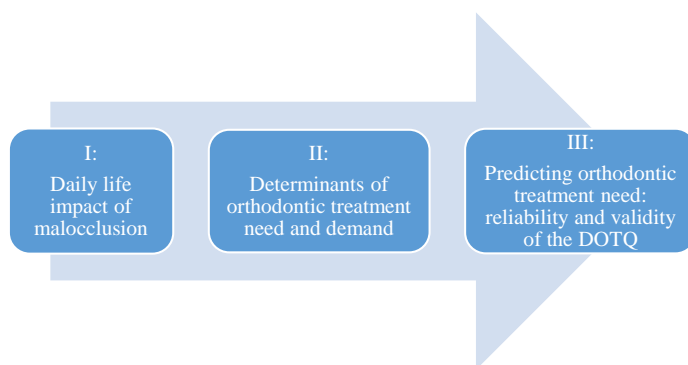 I:
Daily life
impact of
malocclusion
II:
Determinants of
orthodontic treatment
need and demand
III:
Predicting orthodontic
treatment need:
reliability and validity
of the DOTQ